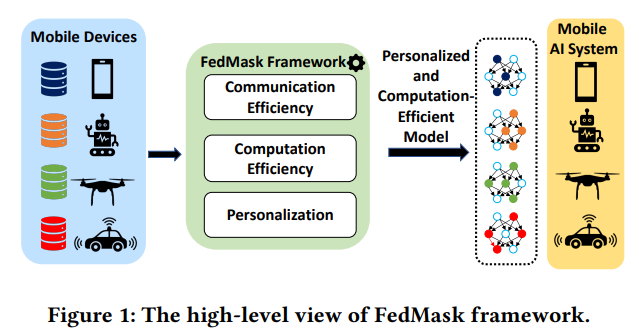 Mobile Devices
FedMask Framework
Communication
Efficiency
Computation
Efficiency
Personalization
Personalized
and
Computation-
Efficient
Model
Mobile
AI System
Figure 1: The high-level view of FedMask framework.